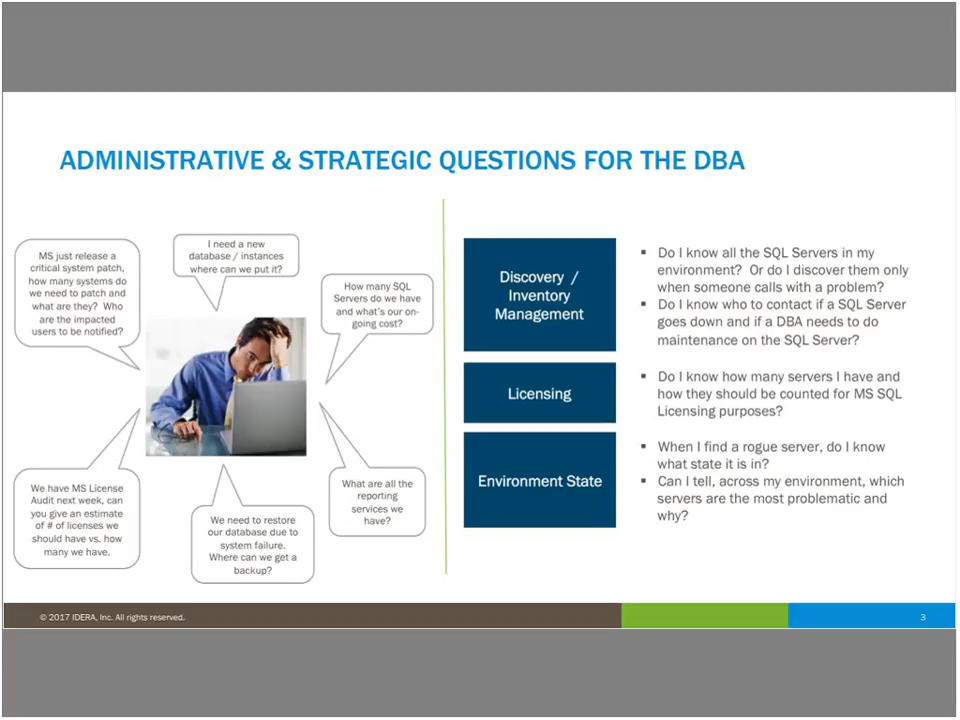 ADMINISTRATIVE & STRATEGIC QUESTIONS FOR THE DBA
MS just release a
critical system patch,
how many systems do
we need to patch and
what are they? Who
are the impacted
users to be notified?
I need a new
database / instances
where can we put it?
How many SQL
Servers do we have
and what's our on-
going cost?
We have MS License
Audit next week, can
you give an estimate
of # of licenses we
should have vs. how
many we have.
We need to restore
our database due to
system failure.
Where can we get a
backup?
What are all the
reporting
services we
have?
Discovery /
Inventory
Management
▪ Do I know all the SQL Servers in my
environment? Or do I discover them only
when someone calls with a problem?
▪ Do I know who to contact if a SQL Server
goes down and if a DBA needs to do
maintenance on the SQL Server?
Licensing
▪ Do I know how many servers I have and
how they should be counted for MS SQL
Licensing purposes?
Environment State
▪ When I find a rogue server, do I know
what state it is in?
▪ Can I tell, across my environment, which
servers are the most problematic and
why?
© 2017 IDERA, Inc. All rights reserved.
3